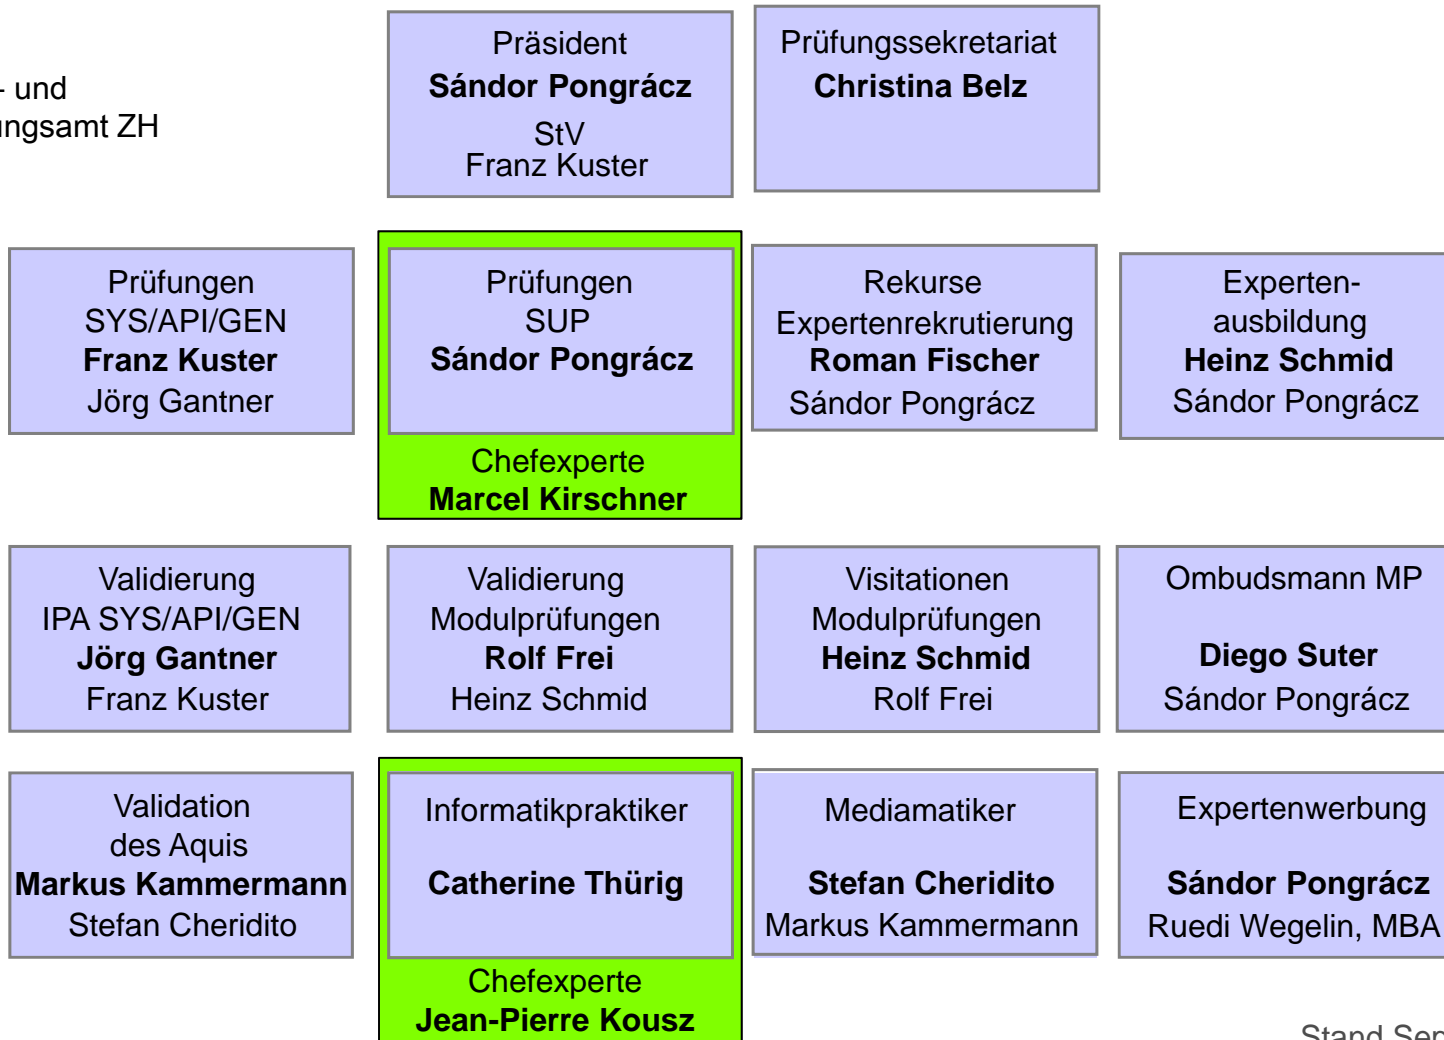 - und
ungsamt ZH
Präsident
Sándor Pongrácz
StV
Franz Kuster
Prüfungssekretariat
Christina Belz
Prüfungen
SYS/API/GEN
Franz Kuster
Jörg Gantner
Prüfungen
SUP
Sándor Pongrácz
Chefexperte
Marcel Kirschner
Rekurse
Expertenrekrutierung
Roman Fischer
Sándor Pongrácz
Experten-
ausbildung
Heinz Schmid
Sándor Pongrácz
Validierung
IPA SYS/API/GEN
Jörg Gantner
Franz Kuster
Validierung
Modulprüfungen
Rolf Frei
Heinz Schmid
Visitationen
Modulprüfungen
Heinz Schmid
Rolf Frei
Ombudsmann MP
Diego Suter
Sándor Pongrácz
Validation
des Aquis
Markus Kammermann
Stefan Cheridito
Informatikpraktiker
Catherine Thürig
Chefexperte
Jean-Pierre Kousz
Mediamatiker
Stefan Cheridito
Markus Kammermann
Expertenwerbung
Sándor Pongrácz
Ruedi Wegelin, MBA
Stand Sep